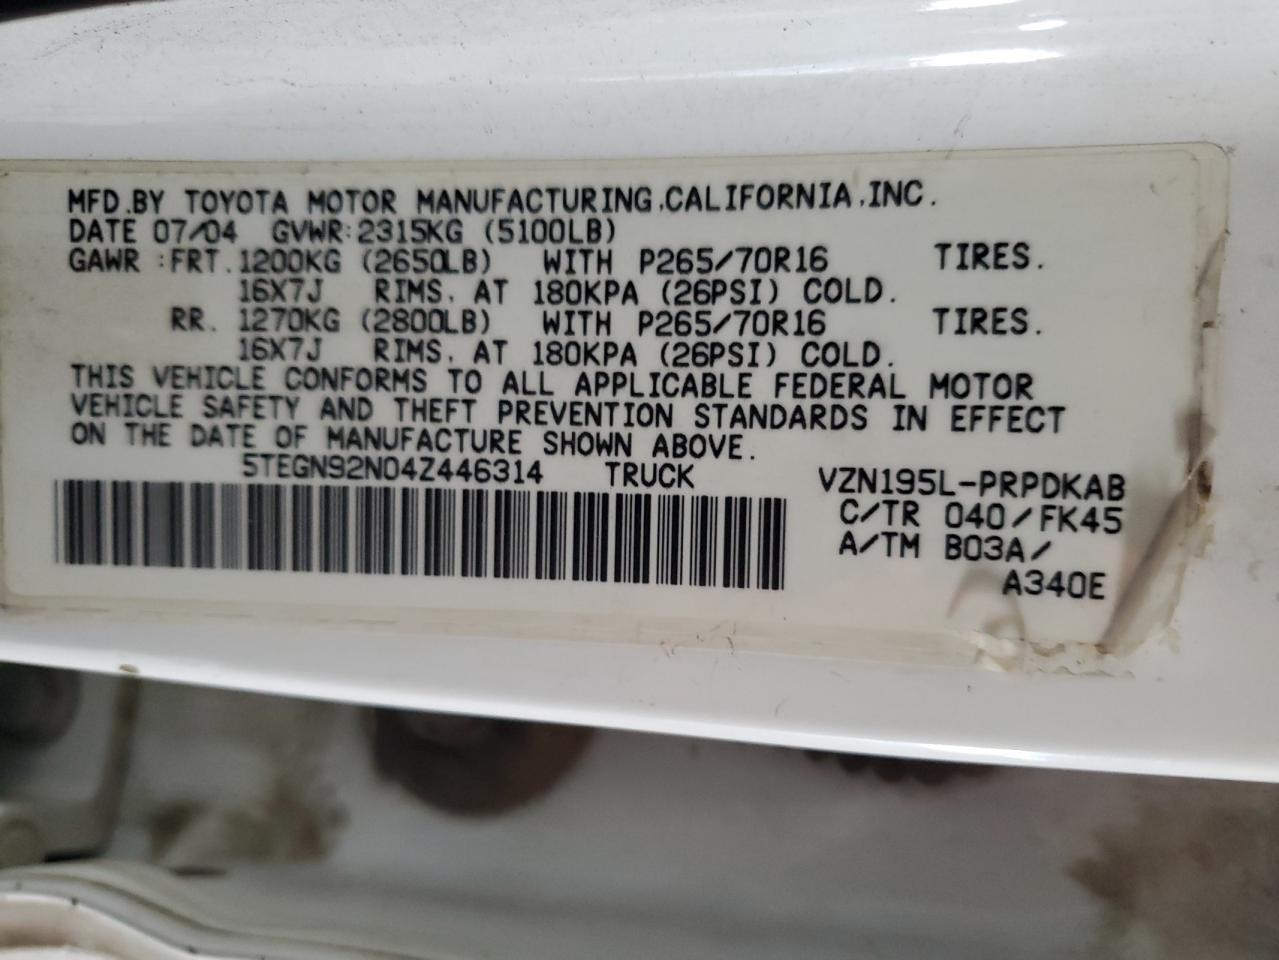 MFD.BY TOYOTA MOTOR MANUFACTURING,CALIFORNIA,INC.
DATE 07/04 GVWR:2315KG (5100LB)
GAWR :FRT.1200KG (2650LB) WITH P265/70R16 TIRES.
16X7J RIMS, AT 180KPA (26PSI) COLD.
RR. 1270KG (2800LB) WITH P265/70R16 TIRES.
16X7J RIMS, AT 180KPA (26PSI) COLD.
THIS VEHICLE CONFORMS TO ALL APPLICABLE FEDERAL MOTOR
VEHICLE SAFETY AND THEFT PREVENTION STANDARDS IN EFFECT
ON THE DATE OF MANUFACTURE SHOWN ABOVE.
5TEGN92N04Z446314 TRUCK VZN195L-PRPDKAB
C/TR 040/FK45
A/TM B03A/
A340E